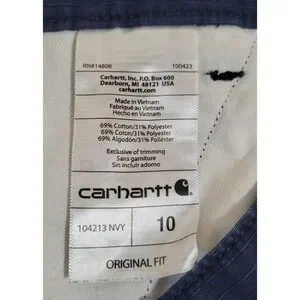 RN#14806 100423
Carhartt, Inc. P.O. Box 600
Dearborn, MI 48121 USA
carhartt.com
Made in Vietnam
Fabriqué au Vietnam
Hecho en Vietnam
69% Cotton/31% Polyester
69% Coton/31% Polyester
69% Algodón/31% Poliéster
Exclusive of trimming
Sans garniture
Sin incluir adorno
carhartt
104213 NVY 10
ORIGINAL FIT